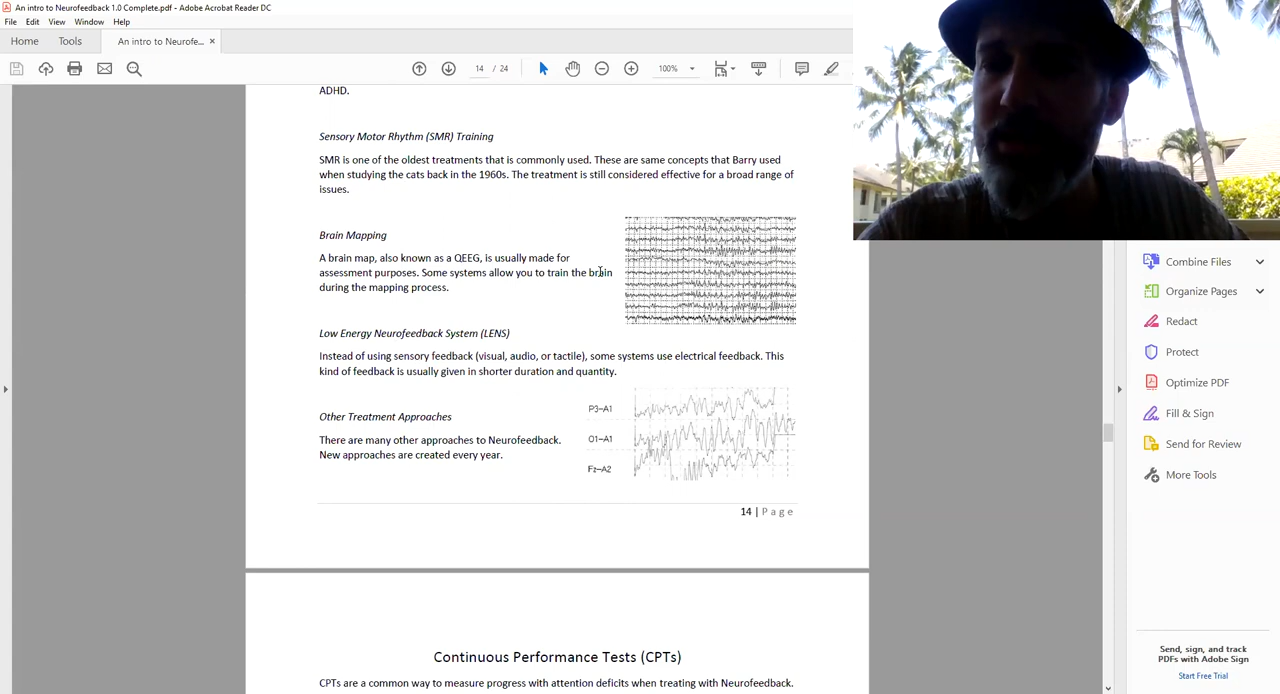 An intro to Neurofeedback 1.0 Complete.pdf - Adobe Acrobat Reader DC
File Edit View Window Help
Home Tools An intro to Neurofe... ×
14 / 24 100%
ADHD.
Sensory Motor Rhythm (SMR) Training
SMR is one of the oldest treatments that is commonly used. These are same concepts that Barry used
when studying the cats back in the 1960s. The treatment is still considered effective for a broad range of
issues.
Brain Mapping
A brain map, also known as a QEEG, is usually made for
assessment purposes. Some systems allow you to train the brain
during the mapping process.
Low Energy Neurofeedback System (LENS)
Instead of using sensory feedback (visual, audio, or tactile), some systems use electrical feedback. This
kind of feedback is usually given in shorter duration and quantity.
Other Treatment Approaches
There are many other approaches to Neurofeedback.
New approaches are created every year.
P3–A1
O1–A1
Fz–A2
14 | Page
Continuous Performance Tests (CPTs)
CPTs are a common way to measure progress with attention deficits when treating with Neurofeedback.
Combine Files
Organize Pages
Redact
Protect
Optimize PDF
Fill & Sign
Send for Review
More Tools
Send, sign, and track
PDFs with Adobe Sign
Start Free Trial